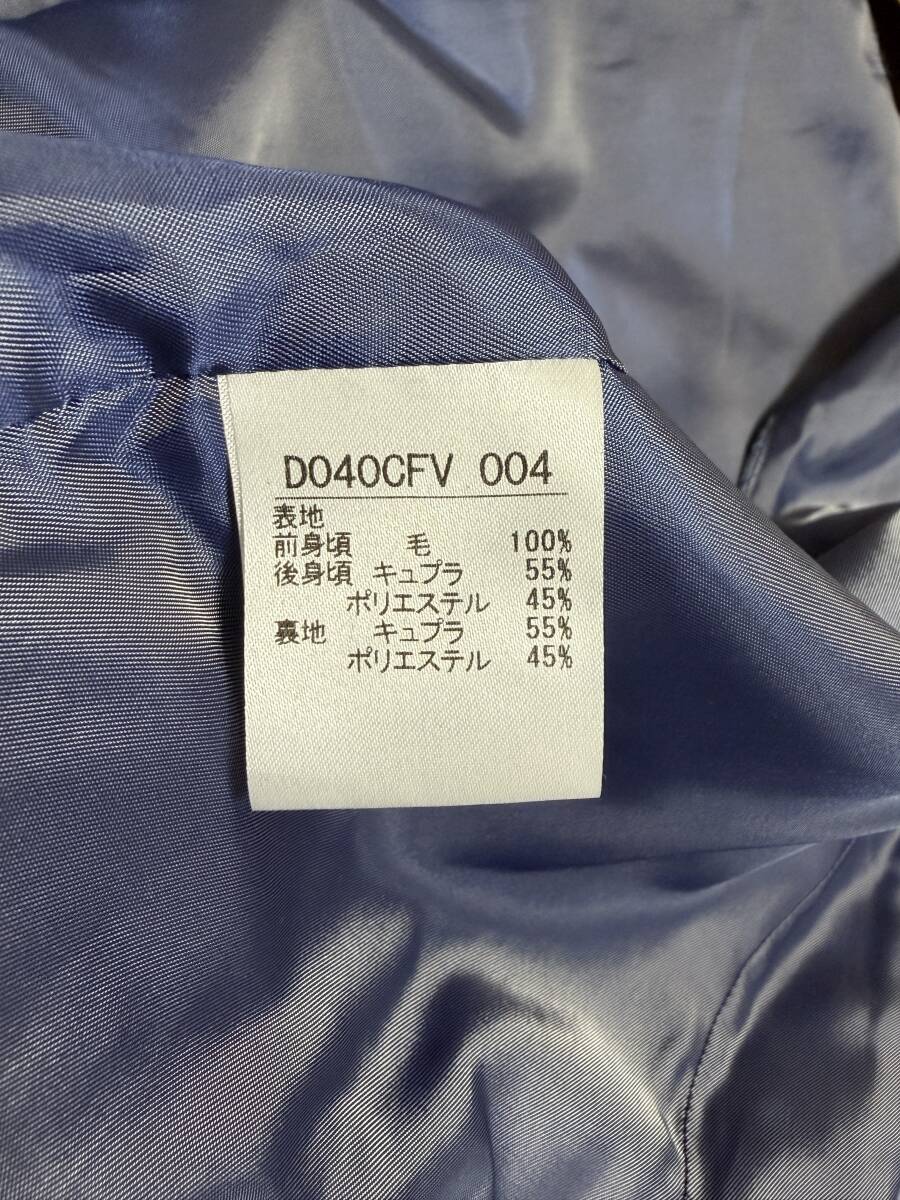 D040CFV 004
表地
前身頃 毛 100%
後身頃 キュプラ 55%
ポリエステル 45%
裏地 キュプラ 55%
ポリエステル 45%